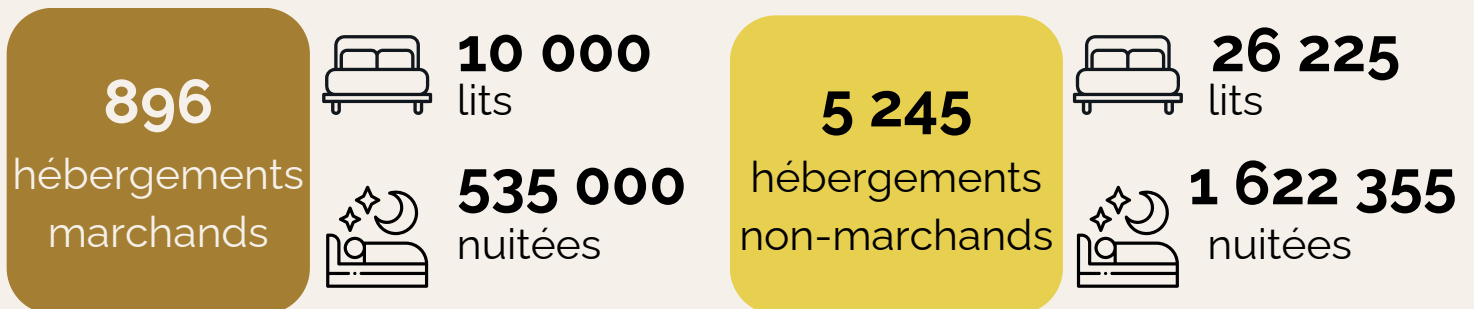 896
hébergements
marchands
10 000
lits
535 000
nuitées
5 245
hébergements
non-marchands
26 225
lits
1 622 355
nuitées